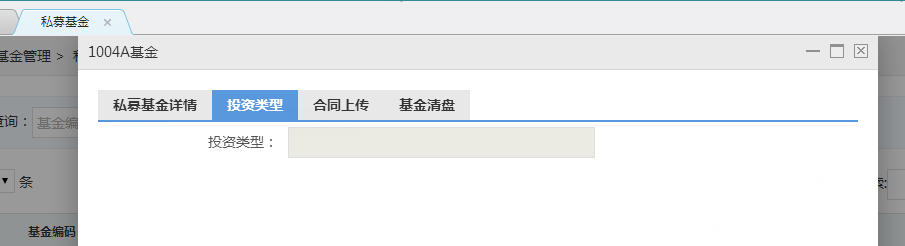 私募基金
基金管理 >
1004A基金
私募基金详情 投资类型 合同上传 基金清盘
查询： 基金编
投资类型：
条
索:
基金编码